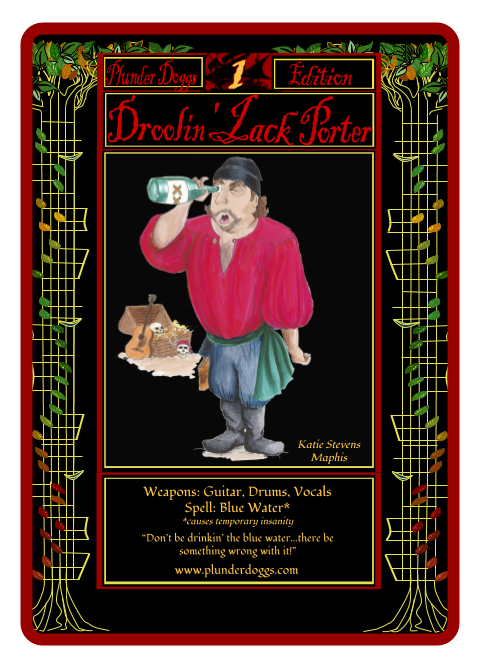 Plunder Doggs 1 Edition
Droolin' Jack Porter
XX
Katie Stevens
Maphis
Weapons: Guitar, Drums, Vocals
Spell: Blue Water*
*causes temporary insanity
“Don't be drinkin' the blue water...there be
something wrong with it!”
www.plunderdoggs.com